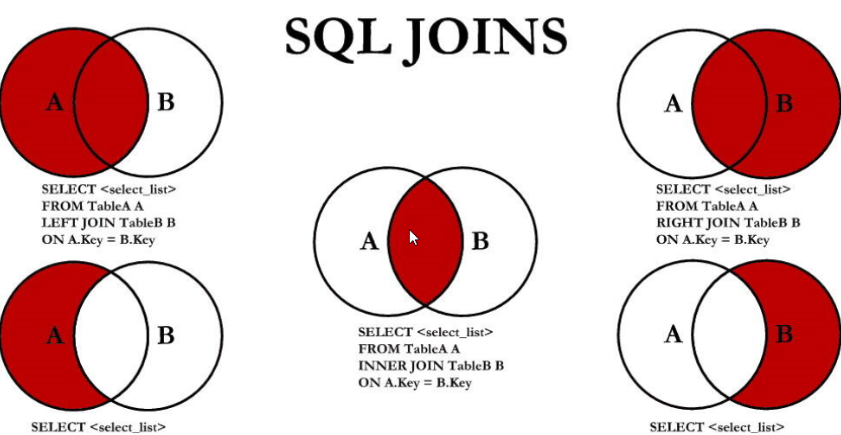 SQL JOINS
A B
SELECT <select_list>
FROM TableA A
LEFT JOIN TableB B
ON A.Key = B.Key
A B
SELECT <select_list>
FROM TableA A
RIGHT JOIN TableB B
ON A.Key = B.Key
A B
SELECT <select_list>
FROM TableA A
INNER JOIN TableB B
ON A.Key = B.Key
A B
SELECT <select_list>
A B
SELECT <select_list>